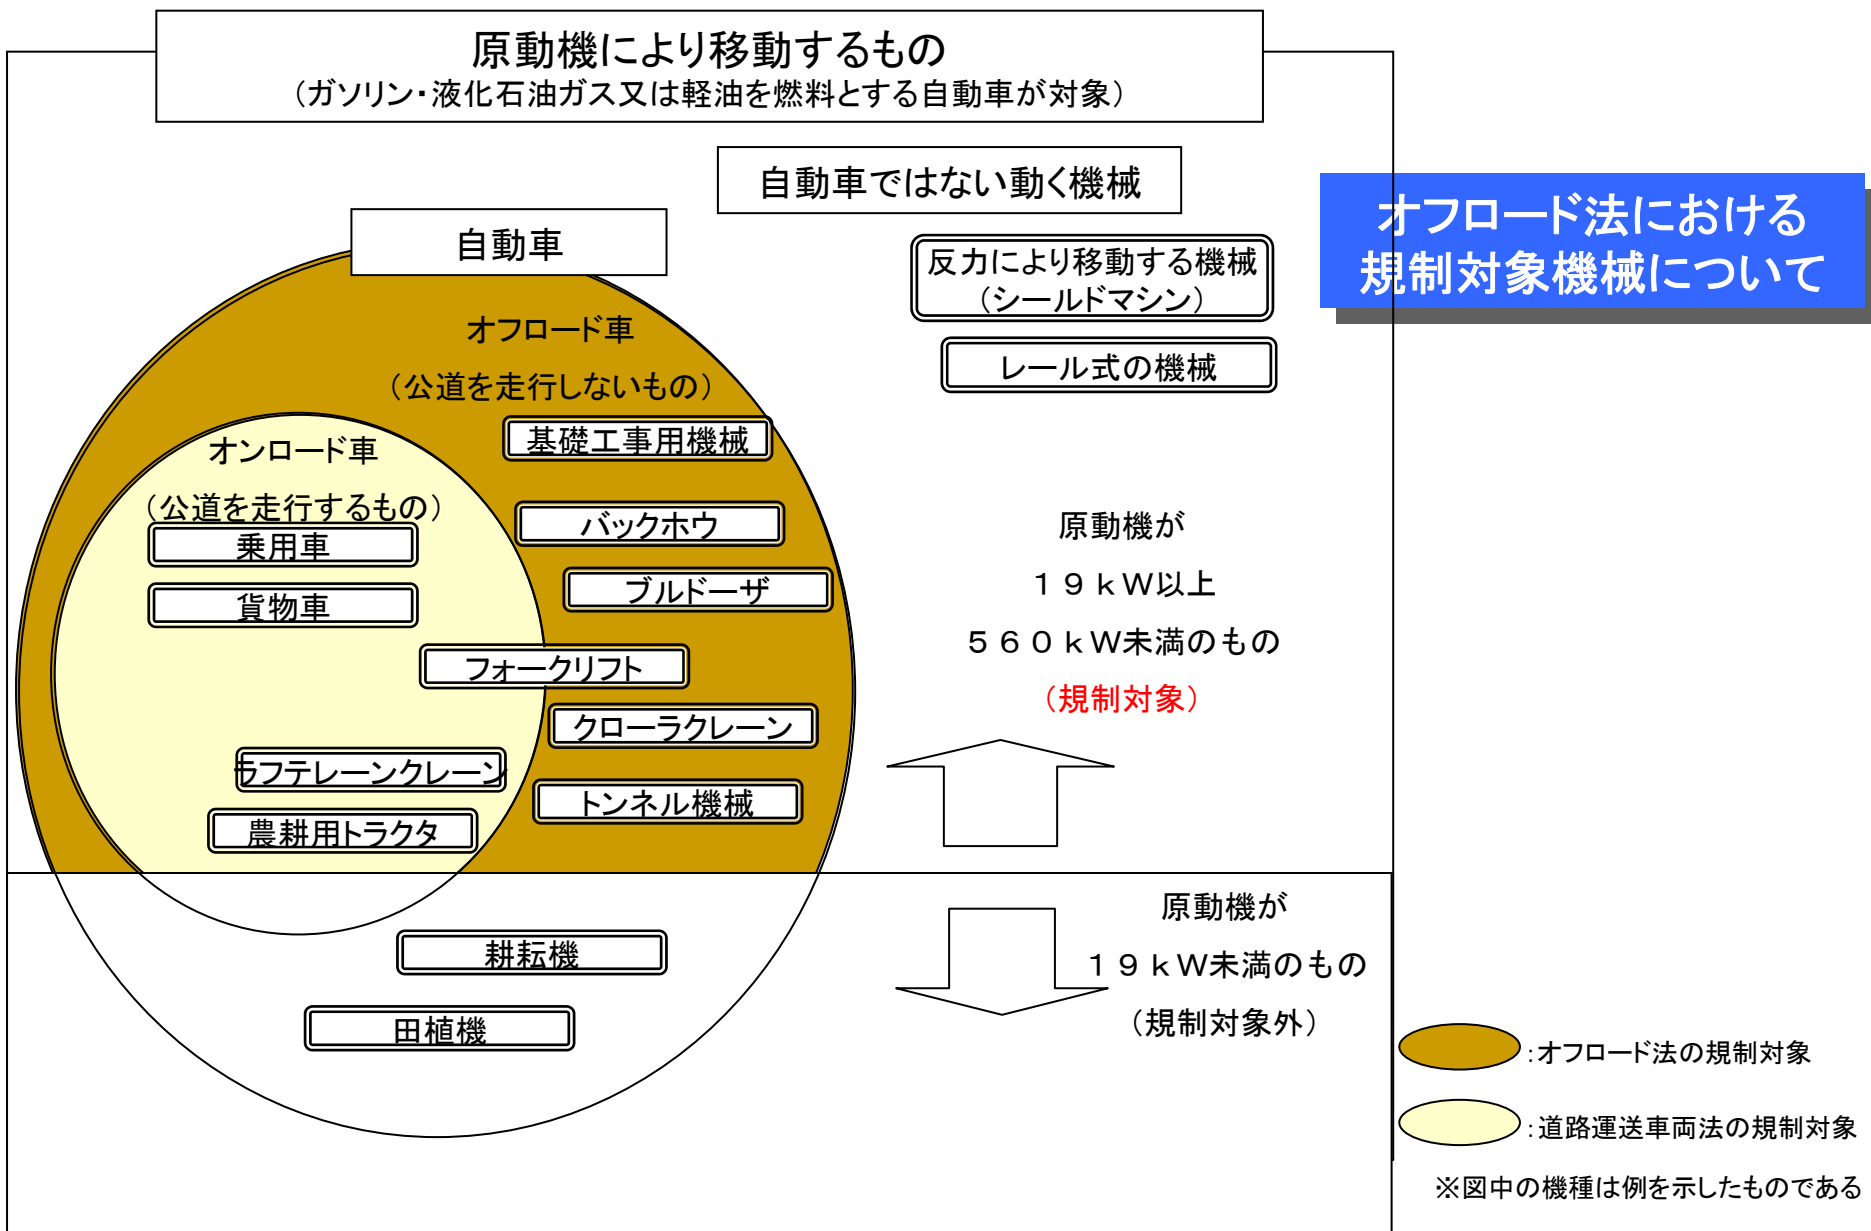 原動機により移動するもの
（ガソリン・液化石油ガス又は軽油を燃料とする自動車が対象）
自動車ではない動く機械
オフロード法における
規制対象機械について
自動車
反力により移動する機械
（シールドマシン）
レール式の機械
オフロード車
（公道を走行しないもの）
基礎工事用機械
オンロード車
（公道を走行するもの）
乗用車
貨物車
バックホウ
ブルドーザ
フォークリフト
クローラクレーン
ラフテレーンクレーン
トンネル機械
農耕用トラクタ
原動機が
１９ｋＷ以上
５６０ｋＷ未満のもの
（規制対象）
原動機が
１９ｋＷ未満のもの
（規制対象外）
耕耘機
田植機
：オフロード法の規制対象
：道路運送車両法の規制対象
※図中の機種は例を示したものである